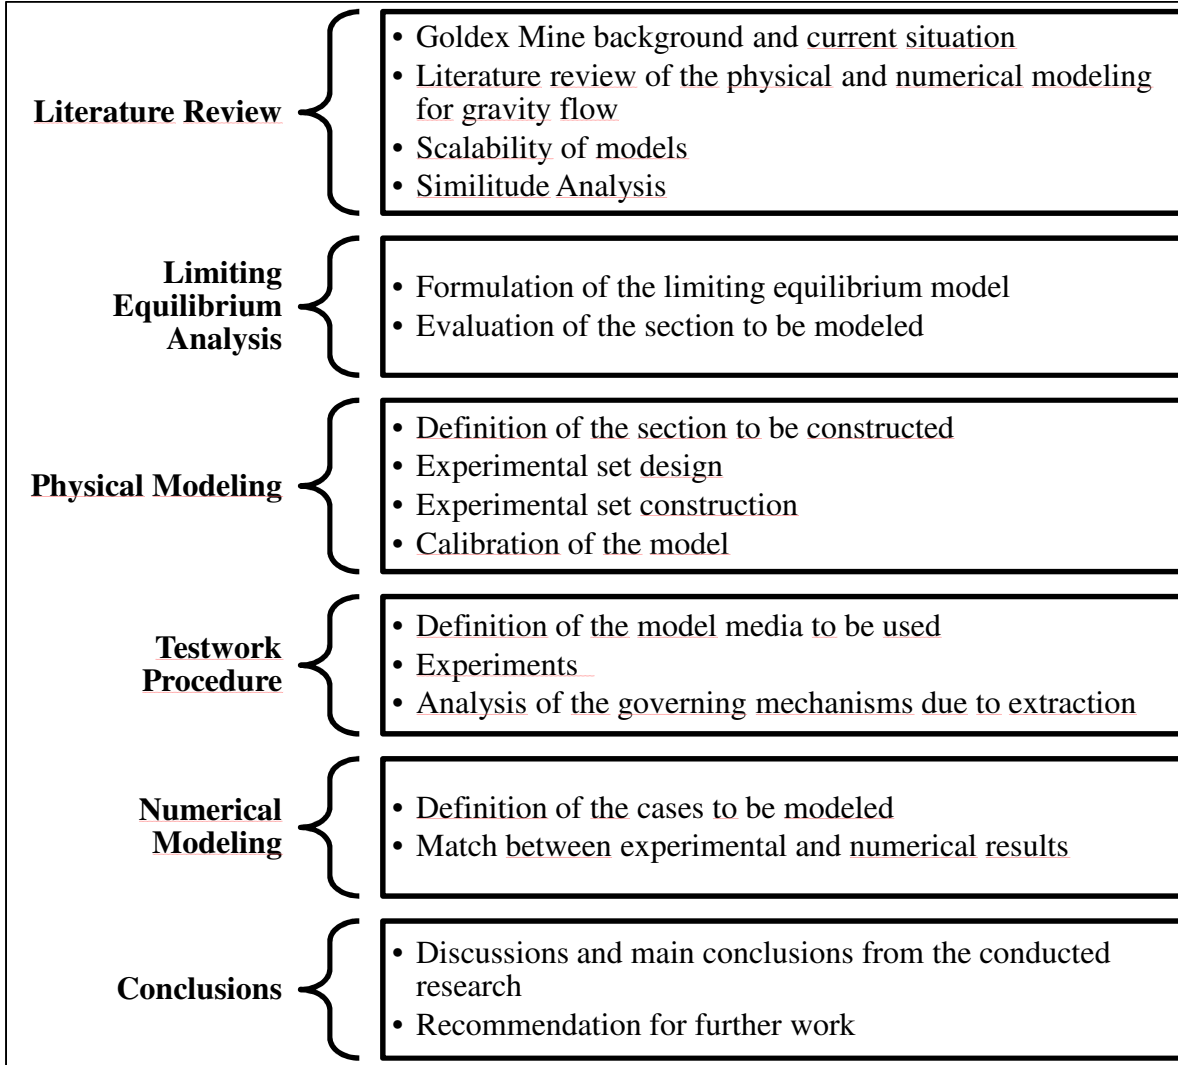 Literature Review
• Goldex Mine background and current situation
• Literature review of the physical and numerical modeling
for gravity flow
• Scalability of models
• Similitude Analysis
Limiting
Equilibrium
Analysis
• Formulation of the limiting equilibrium model
• Evaluation of the section to be modeled
Physical Modeling
• Definition of the section to be constructed
• Experimental set design
• Experimental set construction
• Calibration of the model
Testwork
Procedure
• Definition of the model media to be used
• Experiments
• Analysis of the governing mechanisms due to extraction
Numerical
Modeling
• Definition of the cases to be modeled
• Match between experimental and numerical results
Conclusions
• Discussions and main conclusions from the conducted
research
• Recommendation for further work